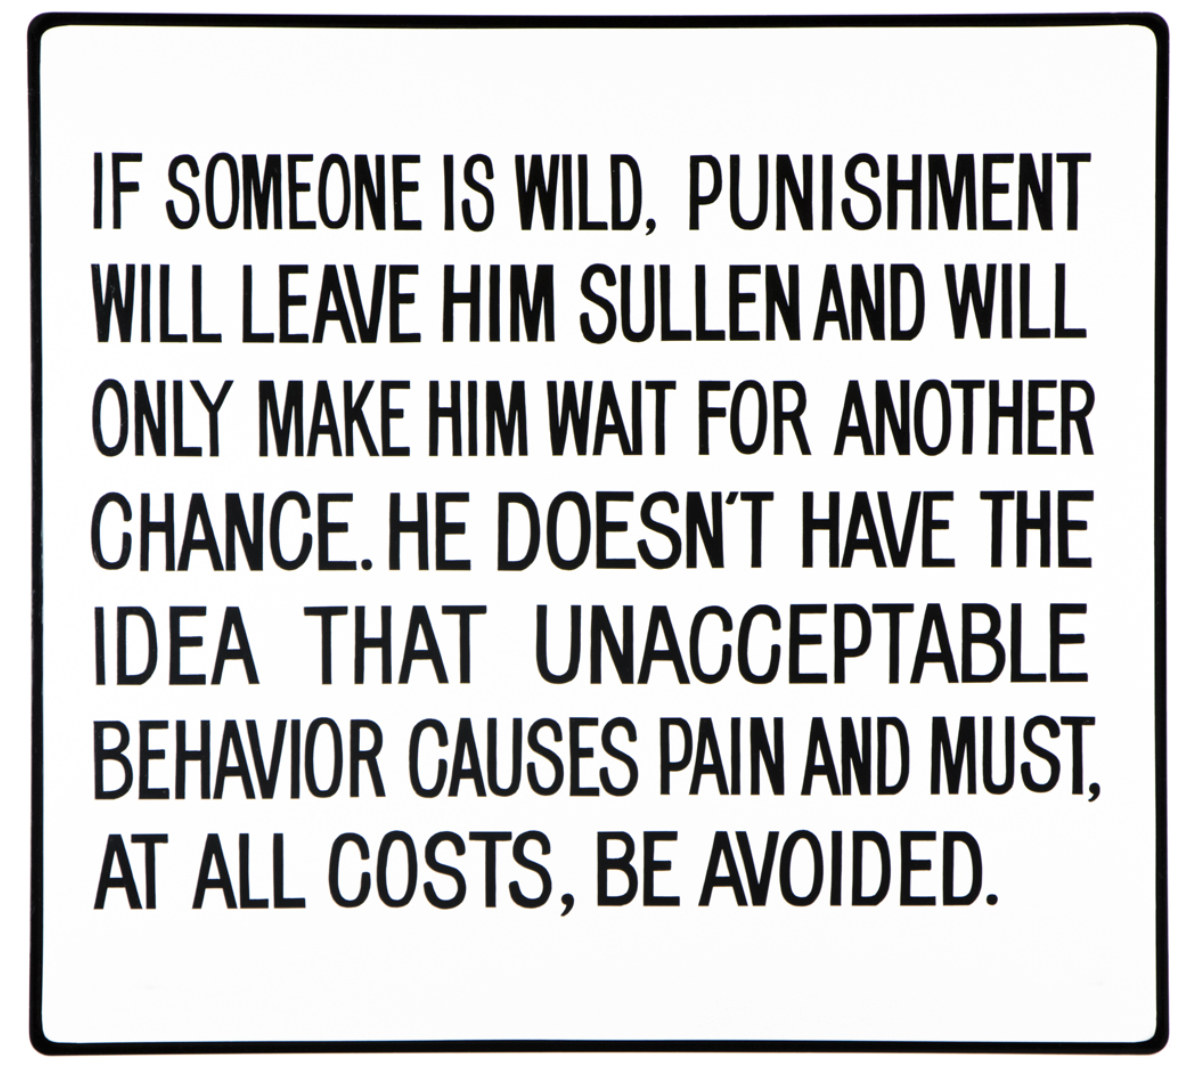 IF SOMEONE IS WILD, PUNISHMENT
WILL LEAVE HIM SULLEN AND WILL
ONLY MAKE HIM WAIT FOR ANOTHER
CHANCE. HE DOESN'T HAVE THE
IDEA THAT UNACCEPTABLE
BEHAVIOR CAUSES PAIN AND MUST,
AT ALL COSTS, BE AVOIDED.